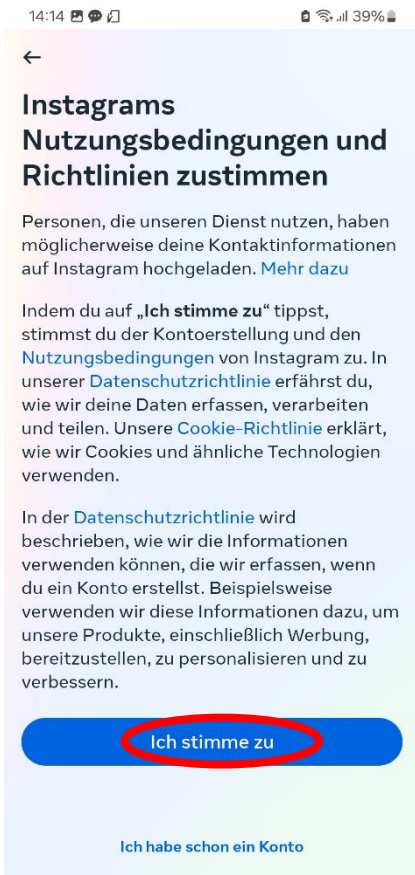 14:14 39%
Instagrams
Nutzungsbedingungen und
Richtlinien zustimmen
Personen, die unseren Dienst nutzen, haben
möglicherweise deine Kontaktinformationen
auf Instagram hochgeladen. Mehr dazu
Indem du auf „Ich stimme zu“ tippst,
stimmst du der Kontoerstellung und den
Nutzungsbedingungen von Instagram zu. In
unserer Datenschutzrichtlinie erfährst du,
wie wir deine Daten erfassen, verarbeiten
und teilen. Unsere Cookie-Richtlinie erklärt,
wie wir Cookies und ähnliche Technologien
verwenden.
In der Datenschutzrichtlinie wird
beschrieben, wie wir die Informationen
verwenden können, die wir erfassen, wenn
du ein Konto erstellst. Beispielsweise
verwenden wir diese Informationen dazu, um
unsere Produkte, einschließlich Werbung,
bereitzustellen, zu personalisieren und zu
verbessern.
Ich stimme zu
Ich habe schon ein Konto